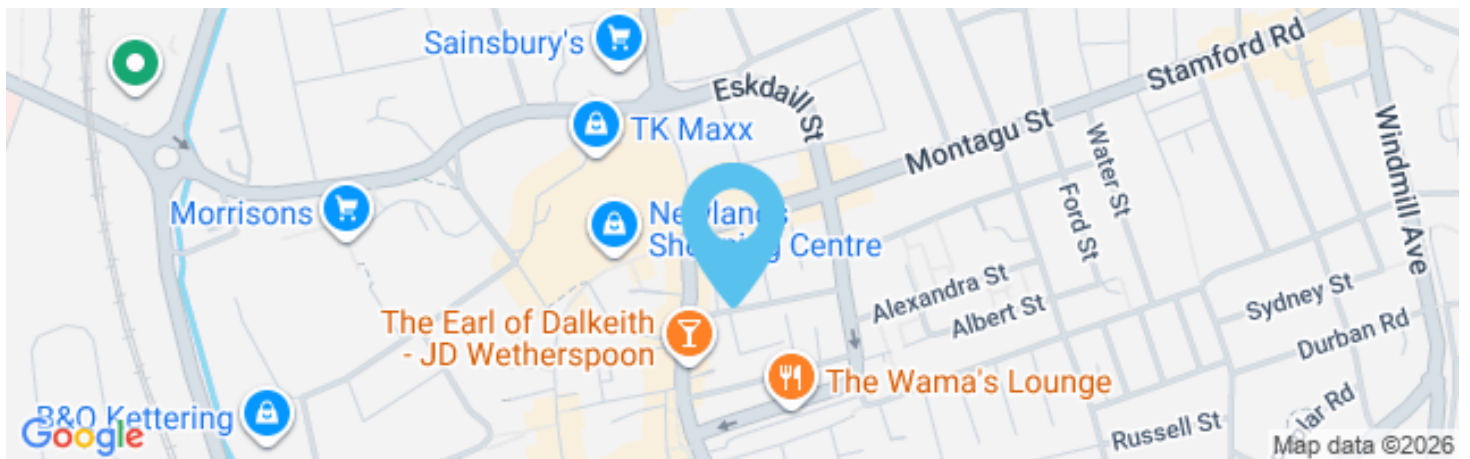 Sainsbury's
Stamford Rd
Eskdaill St
TK Maxx
Montagu St
Windmill Ave
Water St
Ford St
Morrisons
Newlands
Shopping Centre
Alexandra St
Sydney St
Albert St
The Earl of Dalkeith
- JD Wetherspoon
Durban Rd
The Wama's Lounge
B&Q Kettering
Russell St
Google
Map data ©2026